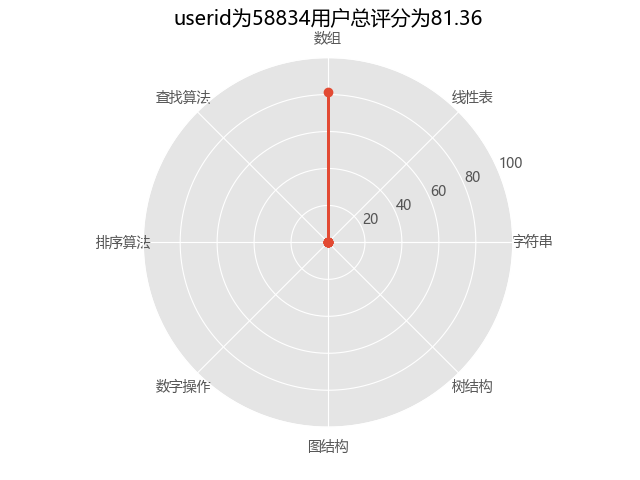 userid为58834用户总评分为81.36
数组
查找算法
线性表
100
80
60
40
20
排序算法
字符串
数字操作
树结构
图结构